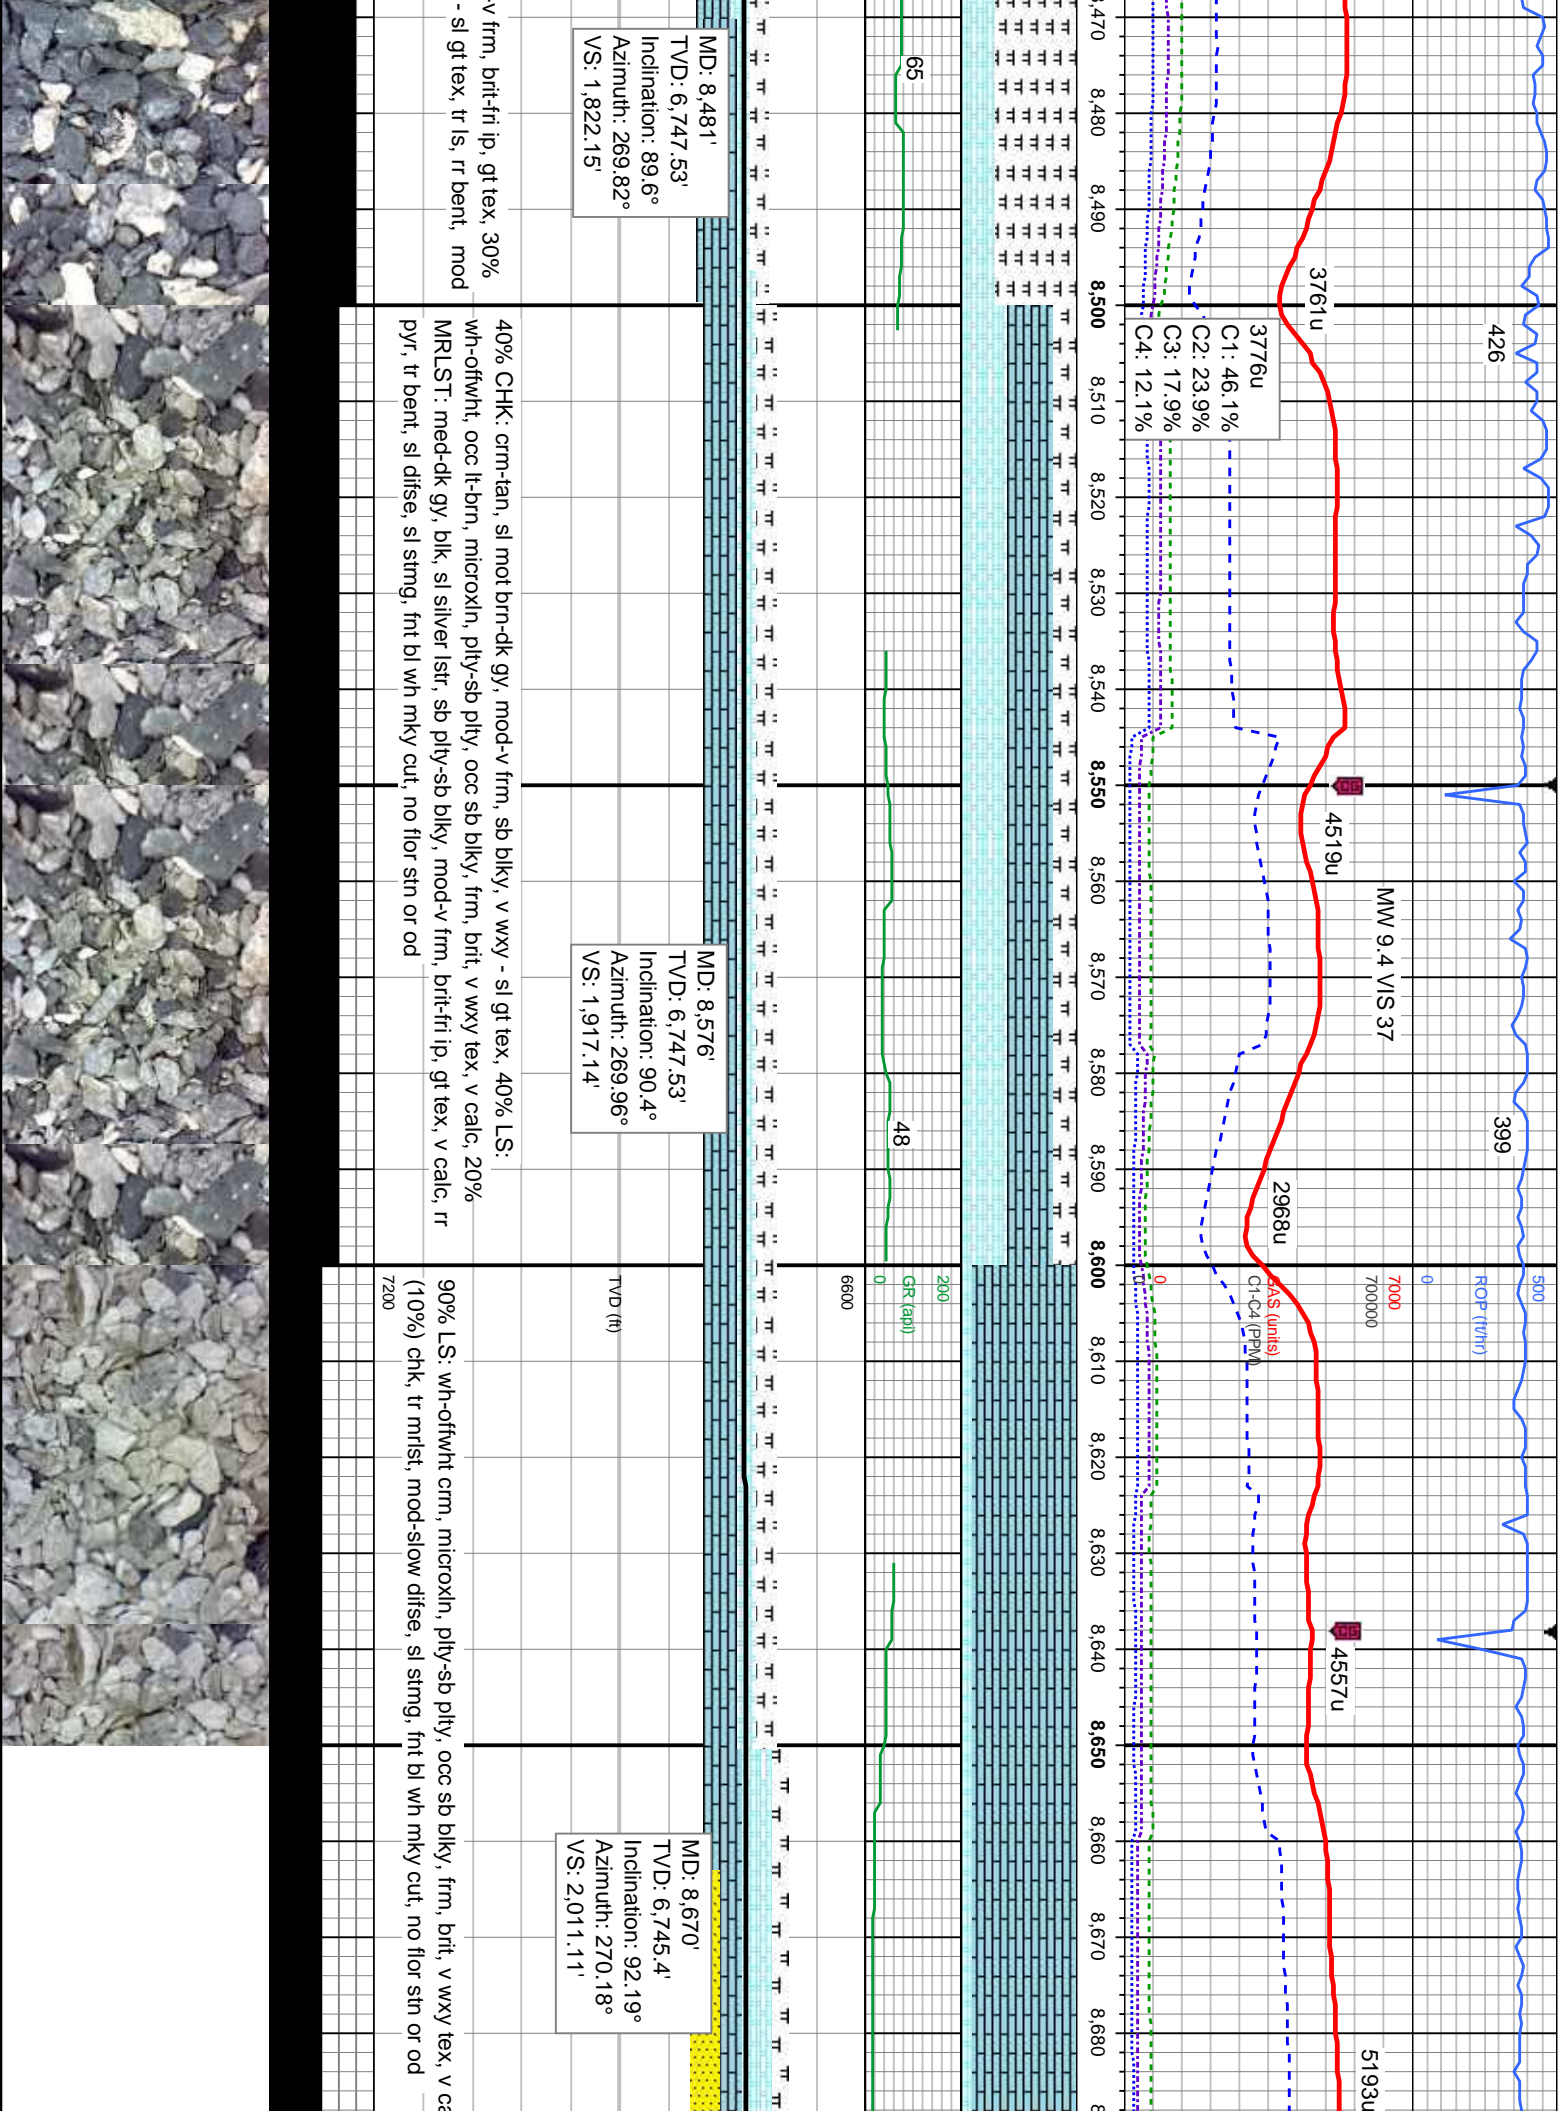 -v frm, brit-fri ip, gt tex, 30%
- sl gt tex, tr ls, rr bent, mod
MD: 8,481'
TVD: 6,747.53'
Inclination: 89.6°
Azimuth: 269.82°
VS: 1,822.15'
65
8,470
8,480
8,490
8,500
8,510
8,520
8,530
8,540
8,550
8,560
8,570
8,580
8,590
8,600
8,610
8,620
8,630
8,640
8,650
8,660
8,670
8,680
3761u
426
3776u
C1: 46.1%
C2: 23.9%
C3: 17.9%
C4: 12.1%
40% CHK: crm-tan, sl mot brn-dk gy, mod-v frm, sb blky, v wxy - sl gt tex, 40% LS:
wh-offwht, occ lt-brn, microxln, plty-sb plty, occ sb blky, frm, brit, v wxy tex, v calc, 20%
MRLST: med-dk gy, blk, sl silver lstr, sb plty-sb blky, mod-v frm, brit-fri ip, gt tex, v calc, rr
pyr, tr bent, sl difse, sl stmg, fnt bl wh mky cut, no flor stn or od
4519u
MW 9.4 VIS 37
MD: 8,576'
TVD: 6,747.53'
Inclination: 90.4°
Azimuth: 269.96°
VS: 1,917.14'
48
399
2968u
500
ROP (ft/hr)
0
7000
700000
GAS (units)
C1-C4 (PPM)
0
200
GR (api)
0
6600
TVD (ft)
7200
90% LS: wh-offwht crm, microxln, plty-sb plty, occ sb blky, frm, brit, v wxy tex, v ca
(10%) chk, tr mrlst, mod-slow difse, sl stmg, fnt bl wh mky cut, no flor stn or od
4557u
MD: 8,670'
TVD: 6,745.4'
Inclination: 92.19°
Azimuth: 270.18°
VS: 2,011.11'
5193u